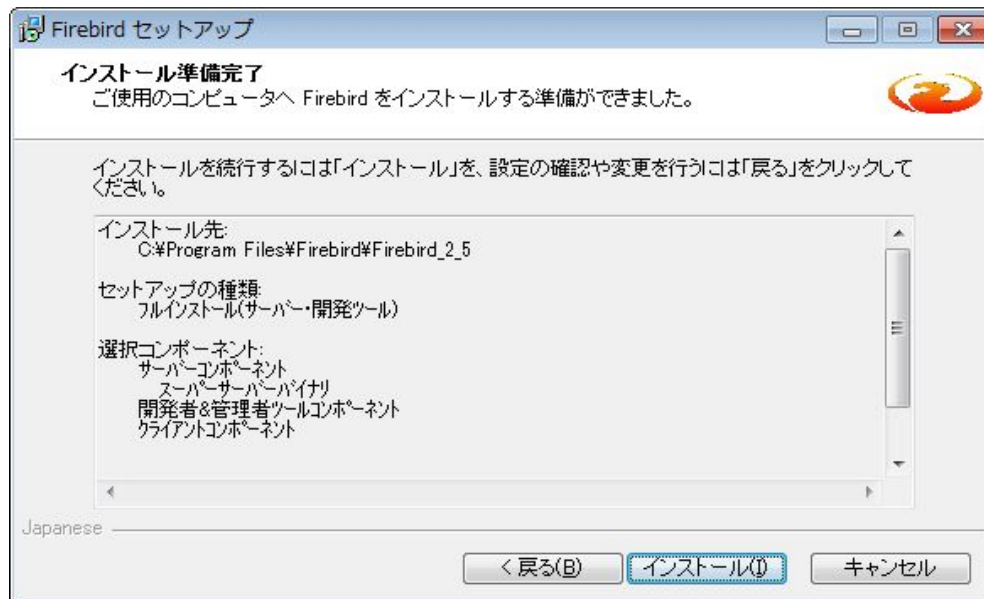 Firebird セットアップ
インストール準備完了
ご使用のコンピュータへ Firebird をインストールする準備ができました。
インストールを続行するには「インストール」を、設定の確認や変更を行うには「戻る」をクリックして
ください。
インストール先:
C:¥Program Files¥Firebird¥Firebird_2_5
セットアップの種類:
フルインストール(サーバー・開発ツール)
選択コンポーネント:
サーバーコンポーネント
スーパーサーバーバイナリ
開発者&管理者ツールコンポーネント
クライアントコンポーネント
Japanese
< 戻る(B) インストール(I) キャンセル